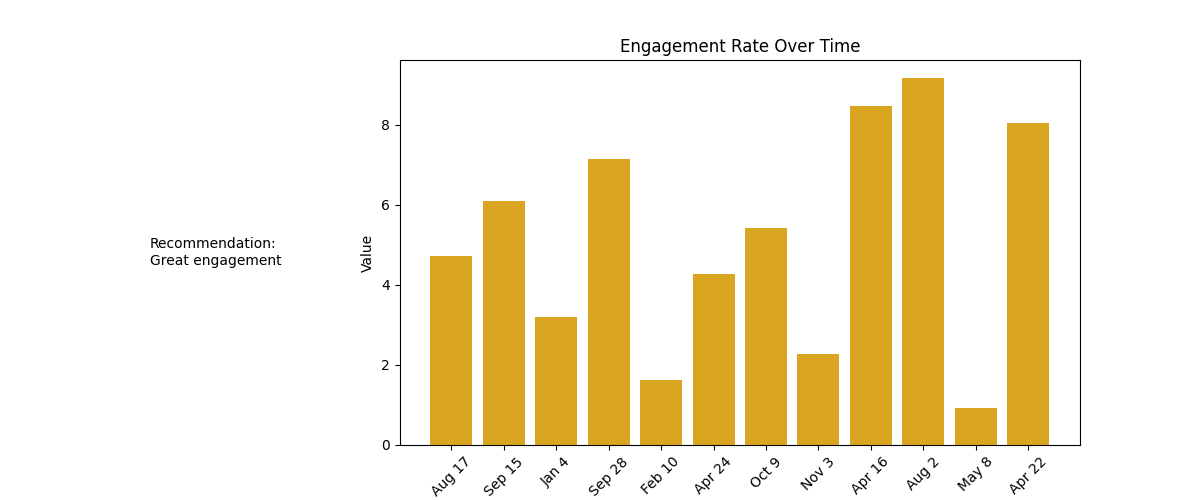 Engagement Rate Over Time
Recommendation:
Great engagement
Value
8
6
4
2
0
Aug 17
Sep 15
Jan 4
Sep 28
Feb 10
Apr 24
Oct 9
Nov 3
Apr 16
Aug 2
May 8
Apr 22